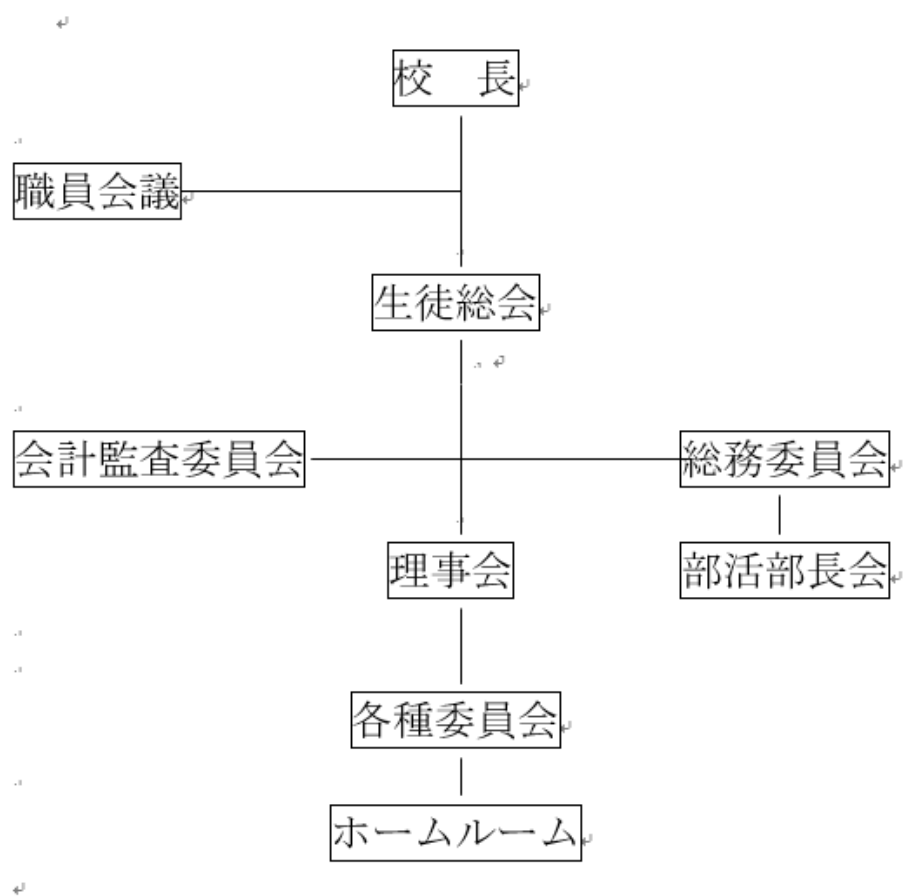 校　長
職員会議
生徒総会
会計監査委員会
総務委員会
理事会
部活部長会
各種委員会
ホームルーム